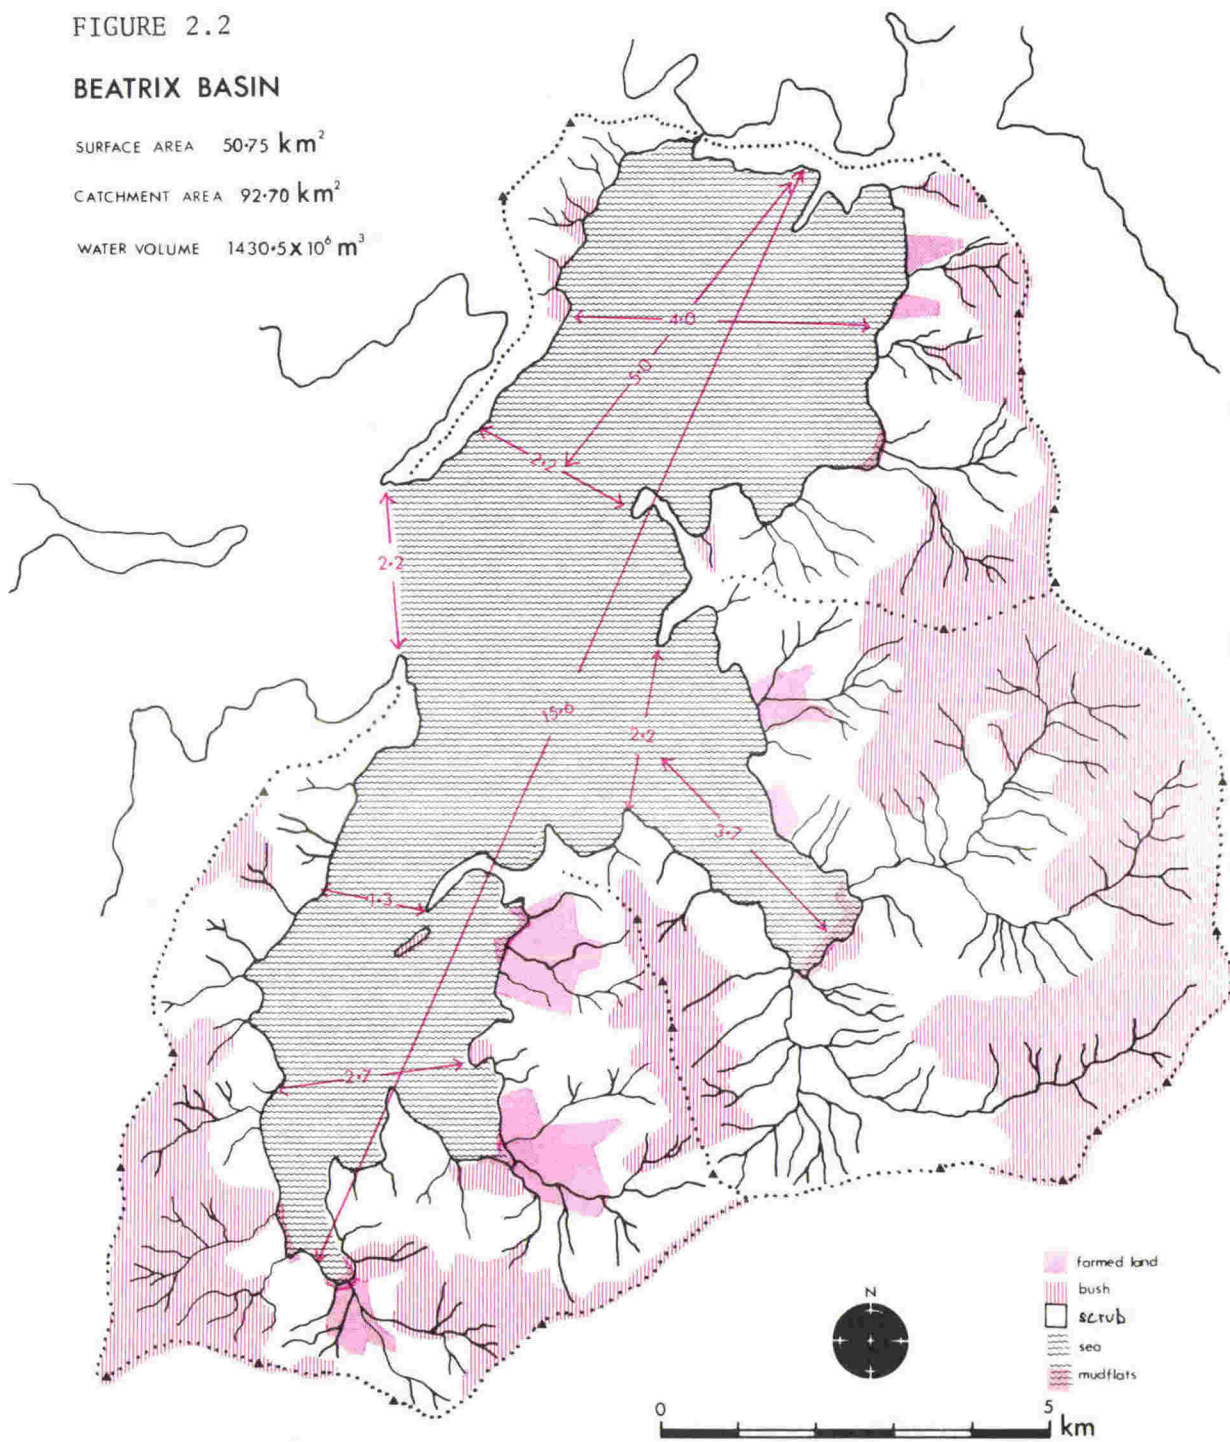 FIGURE 2.2
BEATRIX BASIN
SURFACE AREA 50·75 km²
CATCHMENT AREA 92·70 km²
WATER VOLUME 1430·5 x 10⁶ m³
4·0
5·0
2·2
2·2
15·0
2·2
3·7
1·3
2·7
N
farmed land
bush
scrub
sea
mudflats
0 5 km